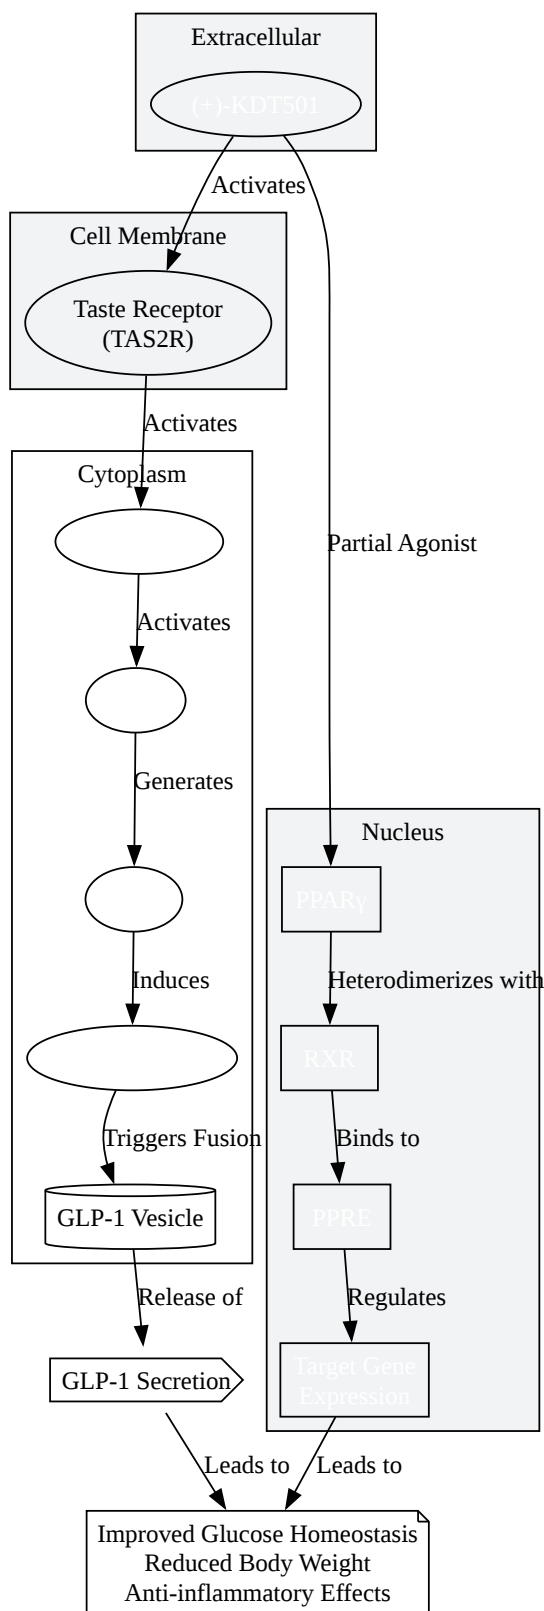 Extracellular
(+)-KDT501
Activates
Cell Membrane
Taste Receptor
(TAS2R)
Activates
Cytoplasm
Partial Agonist
Activates
Generates
Nucleus
PPARγ
Induces
Heterodimerizes with
RXR
Triggers Fusion
Binds to
GLP-1 Vesicle
PPRE
Release of
Regulates
GLP-1 Secretion
Target Gene
Expression
Leads to
Leads to
Improved Glucose Homeostasis
Reduced Body Weight
Anti-inflammatory Effects